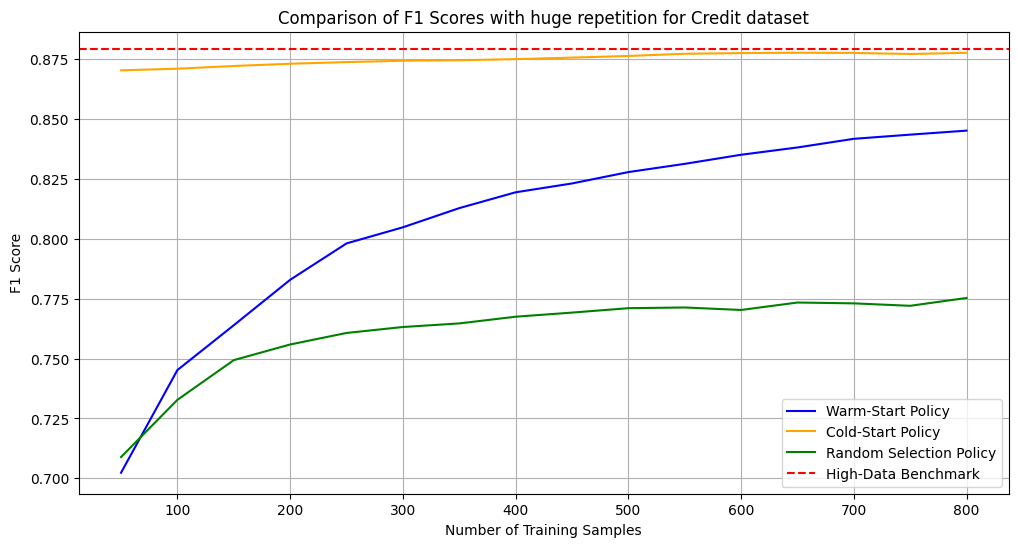 Comparison of F1 Scores with huge repetition for Credit dataset
F1 Score
0.875
0.850
0.825
0.800
0.775
0.750
0.725
0.700
100 200 300 400 500 600 700 800
Number of Training Samples
Warm-Start Policy
Cold-Start Policy
Random Selection Policy
High-Data Benchmark